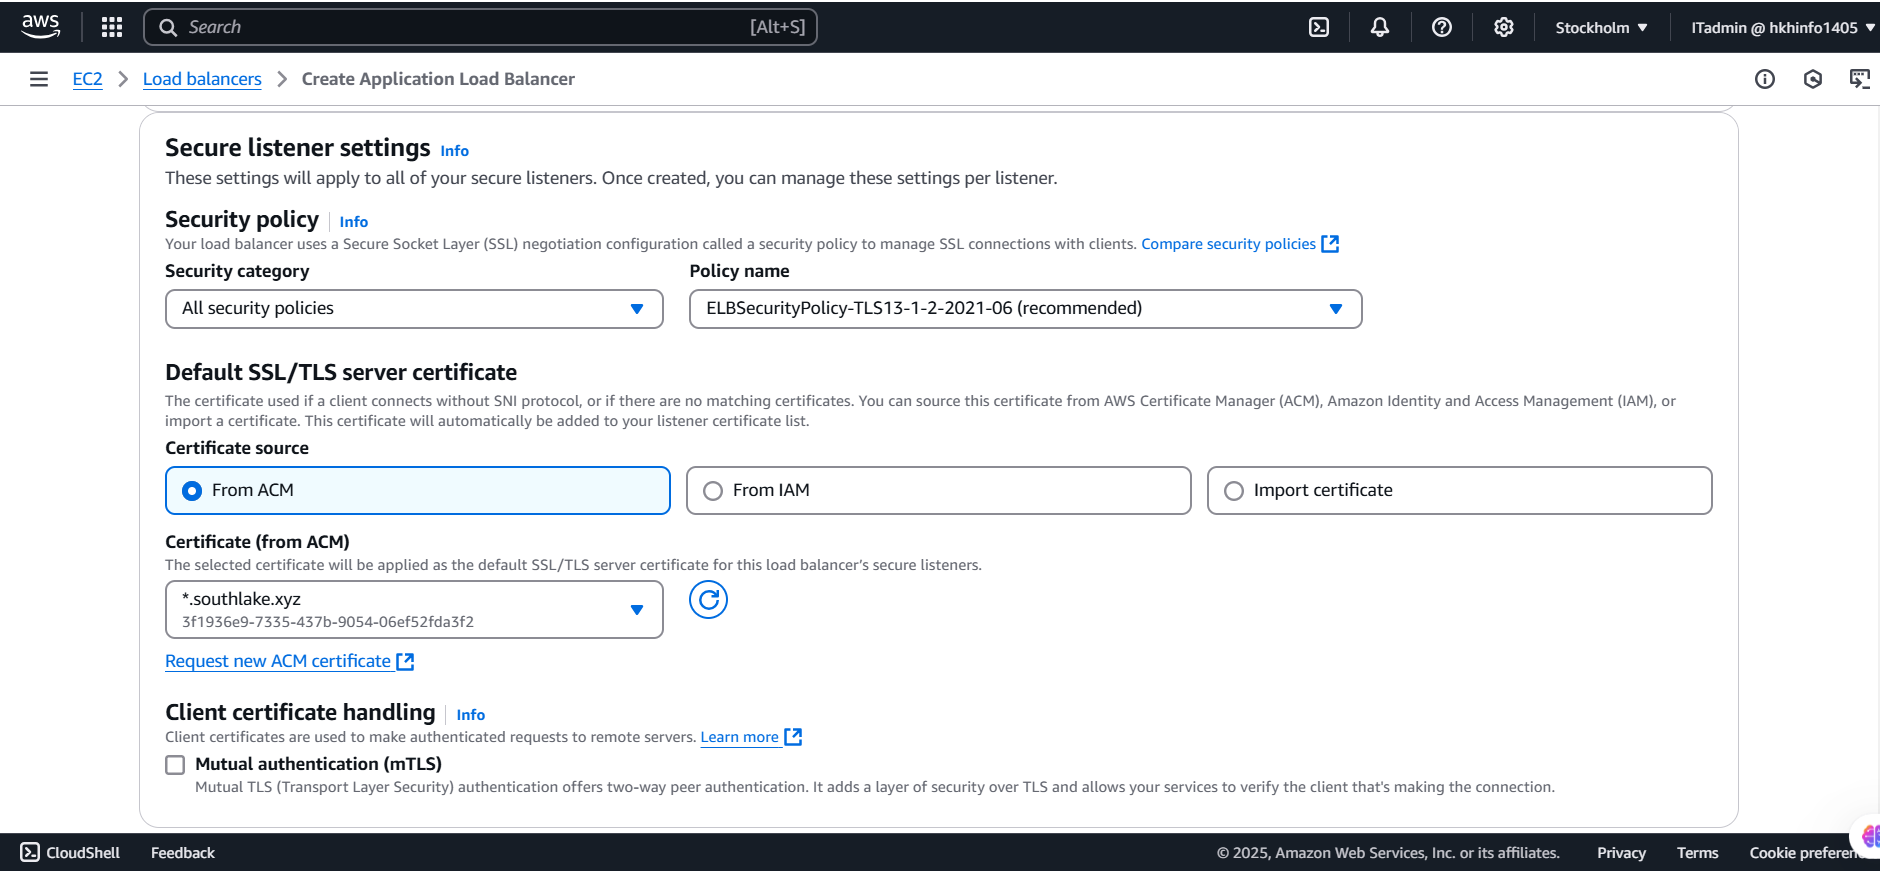 aws
Search [Alt+S] Stockholm ITadmin @ hkhinfo1405
EC2 Load balancers Create Application Load Balancer
Secure listener settings Info
These settings will apply to all of your secure listeners. Once created, you can manage these settings per listener.
Security policy Info
Your load balancer uses a Secure Socket Layer (SSL) negotiation configuration called a security policy to manage SSL connections with clients. Compare security policies
Security category Policy name
All security policies ELBSecurityPolicy-TLS13-1-2-2021-06 (recommended)
Default SSL/TLS server certificate
The certificate used if a client connects without SNI protocol, or if there are no matching certificates. You can source this certificate from AWS Certificate Manager (ACM), Amazon Identity and Access Management (IAM), or
import a certificate. This certificate will automatically be added to your listener certificate list.
Certificate source
From ACM From IAM Import certificate
Certificate (from ACM)
The selected certificate will be applied as the default SSL/TLS server certificate for this load balancer's secure listeners.
*.southlake.xyz
3f1936e9-7335-437b-9054-06ef52fda3f2
Request new ACM certificate
Client certificate handling Info
Client certificates are used to make authenticated requests to remote servers. Learn more
Mutual authentication (mTLS)
Mutual TLS (Transport Layer Security) authentication offers two-way peer authentication. It adds a layer of security over TLS and allows your services to verify the client that's making the connection.
CloudShell Feedback © 2025, Amazon Web Services, Inc. or its affiliates. Privacy Terms Cookie preferen